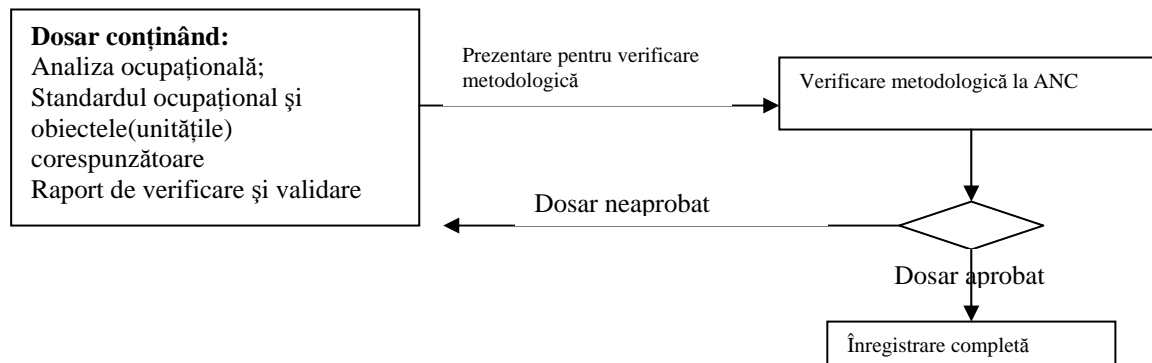 Dosar conținând:
Analiza ocupațională;
Standardul ocupațional şi
obiectele(unitățile)
corespunzătoare
Raport de verificare şi validare
Prezentare pentru verificare
metodologică
Verificare metodologică la ANC
Dosar neaprobat
Dosar aprobat
Înregistrare completă